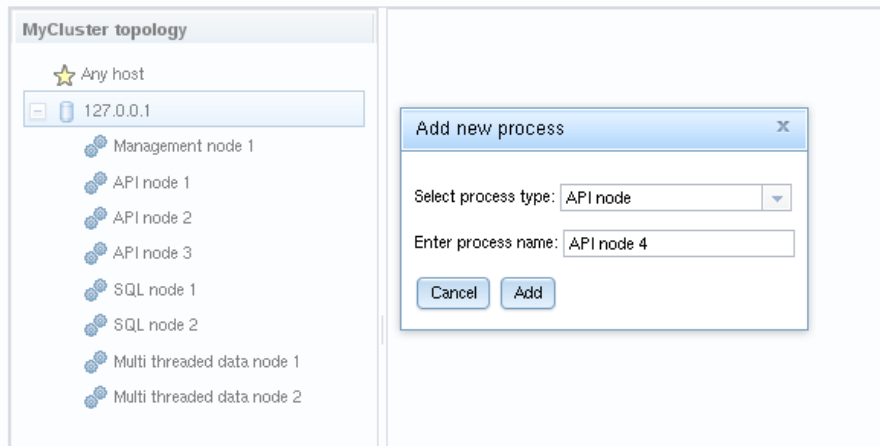 MyCluster topology
Any host
127.0.0.1
Management node 1
API node 1
API node 2
API node 3
SQL node 1
SQL node 2
Multi threaded data node 1
Multi threaded data node 2
Add new process
x
Select process type: API node
Enter process name: API node 4
Cancel Add